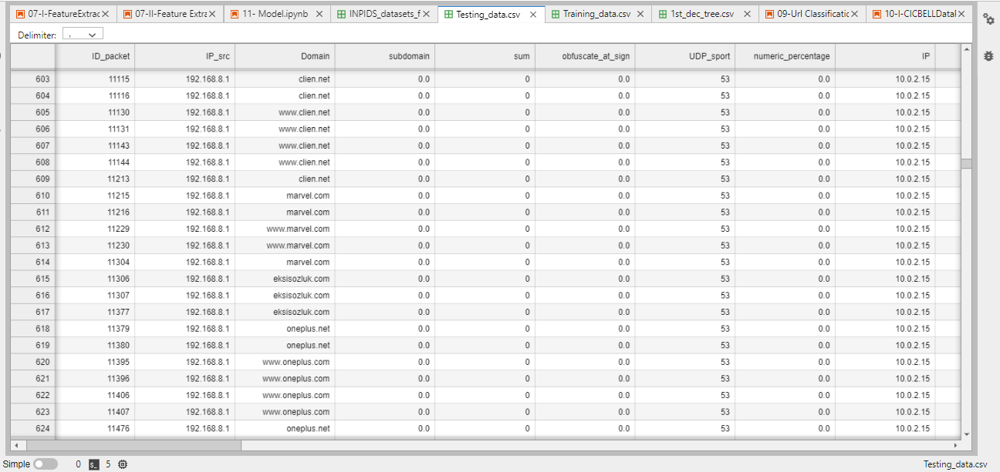 07-I-FeatureExtrac 07-II-Feature Extra 11- Model.ipynb INPIDS_datasets_f Testing_data.csv Training_data.csv 1st_dec_tree.csv 09-Url Classificatic 10-I-CICBELLDatal
Delimiter: ,
ID_packet IP_src Domain subdomain sum obfuscate_at_sign UDP_sport numeric_percentage IP
603 11115 192.168.8.1 clien.net 0.0 0 0.0 53 0.0 10.0.2.15
604 11116 192.168.8.1 clien.net 0.0 0 0.0 53 0.0 10.0.2.15
605 11130 192.168.8.1 www.clien.net 0.0 0 0.0 53 0.0 10.0.2.15
606 11131 192.168.8.1 www.clien.net 0.0 0 0.0 53 0.0 10.0.2.15
607 11143 192.168.8.1 www.clien.net 0.0 0 0.0 53 0.0 10.0.2.15
608 11144 192.168.8.1 www.clien.net 0.0 0 0.0 53 0.0 10.0.2.15
609 11213 192.168.8.1 clien.net 0.0 0 0.0 53 0.0 10.0.2.15
610 11215 192.168.8.1 marvel.com 0.0 0 0.0 53 0.0 10.0.2.15
611 11216 192.168.8.1 marvel.com 0.0 0 0.0 53 0.0 10.0.2.15
612 11229 192.168.8.1 www.marvel.com 0.0 0 0.0 53 0.0 10.0.2.15
613 11230 192.168.8.1 www.marvel.com 0.0 0 0.0 53 0.0 10.0.2.15
614 11304 192.168.8.1 marvel.com 0.0 0 0.0 53 0.0 10.0.2.15
615 11306 192.168.8.1 eksisozluk.com 0.0 0 0.0 53 0.0 10.0.2.15
616 11307 192.168.8.1 eksisozluk.com 0.0 0 0.0 53 0.0 10.0.2.15
617 11377 192.168.8.1 eksisozluk.com 0.0 0 0.0 53 0.0 10.0.2.15
618 11379 192.168.8.1 oneplus.net 0.0 0 0.0 53 0.0 10.0.2.15
619 11380 192.168.8.1 oneplus.net 0.0 0 0.0 53 0.0 10.0.2.15
620 11395 192.168.8.1 www.oneplus.com 0.0 0 0.0 53 0.0 10.0.2.15
621 11396 192.168.8.1 www.oneplus.com 0.0 0 0.0 53 0.0 10.0.2.15
622 11406 192.168.8.1 www.oneplus.com 0.0 0 0.0 53 0.0 10.0.2.15
623 11407 192.168.8.1 www.oneplus.com 0.0 0 0.0 53 0.0 10.0.2.15
624 11476 192.168.8.1 oneplus.net 0.0 0 0.0 53 0.0 10.0.2.15
Simple 0 $_ 5 Testing_data.csv